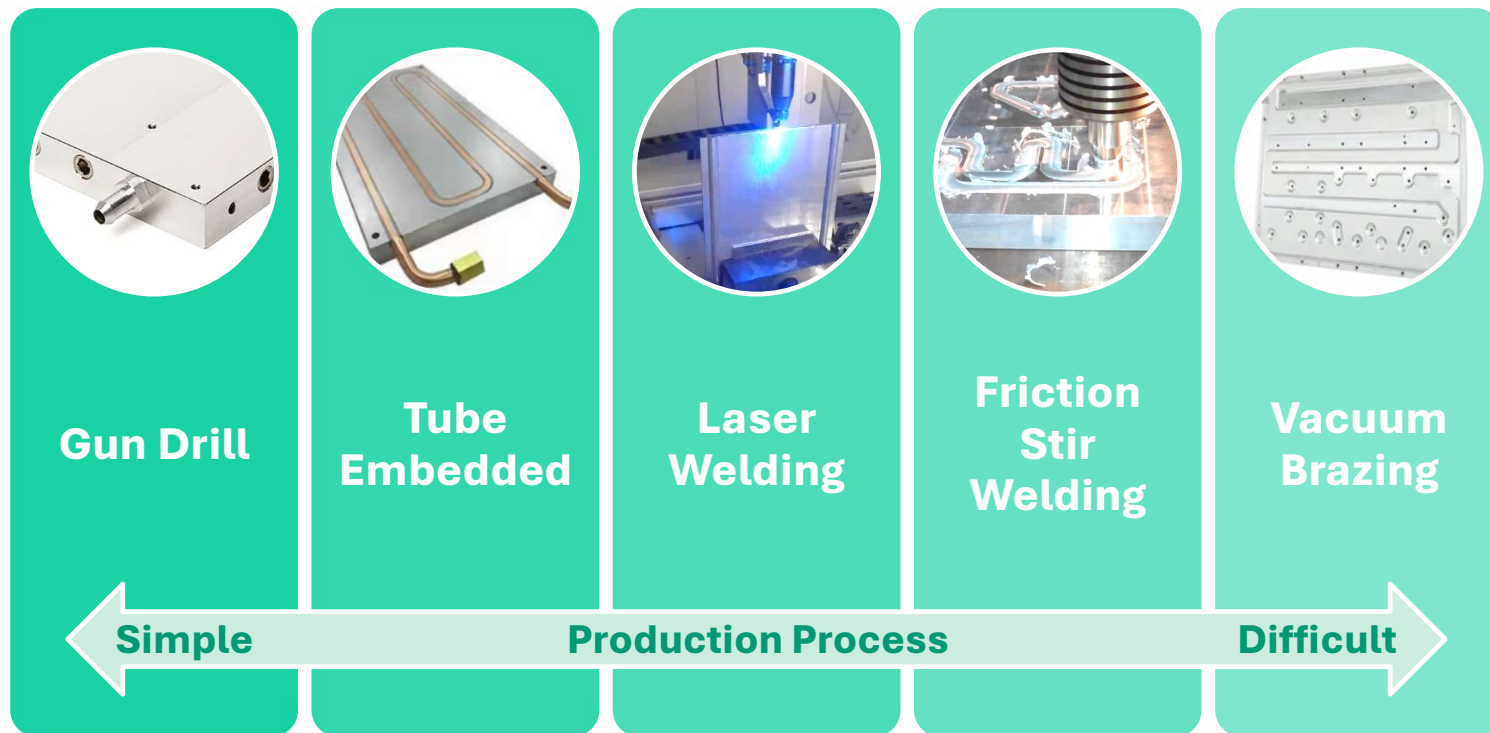 Gun Drill
Tube
Embedded
Laser
Welding
Friction
Stir
Welding
Vacuum
Brazing
Simple
Production Process
Difficult